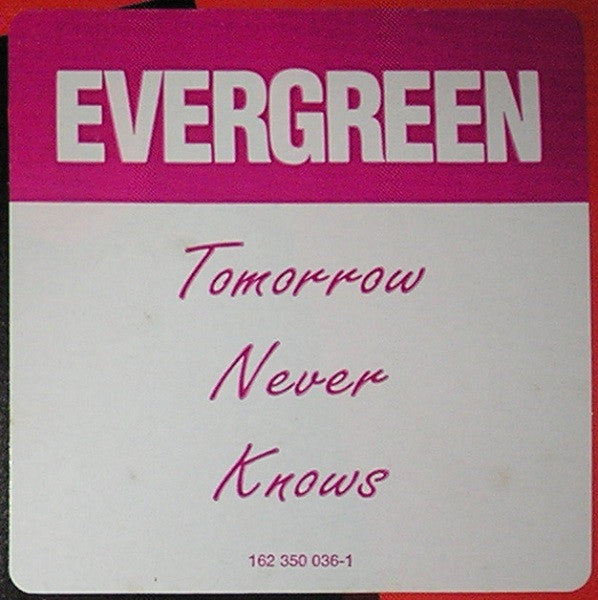 EVERGREEN
Tomorrow
Never
Knows
162 350 036-1